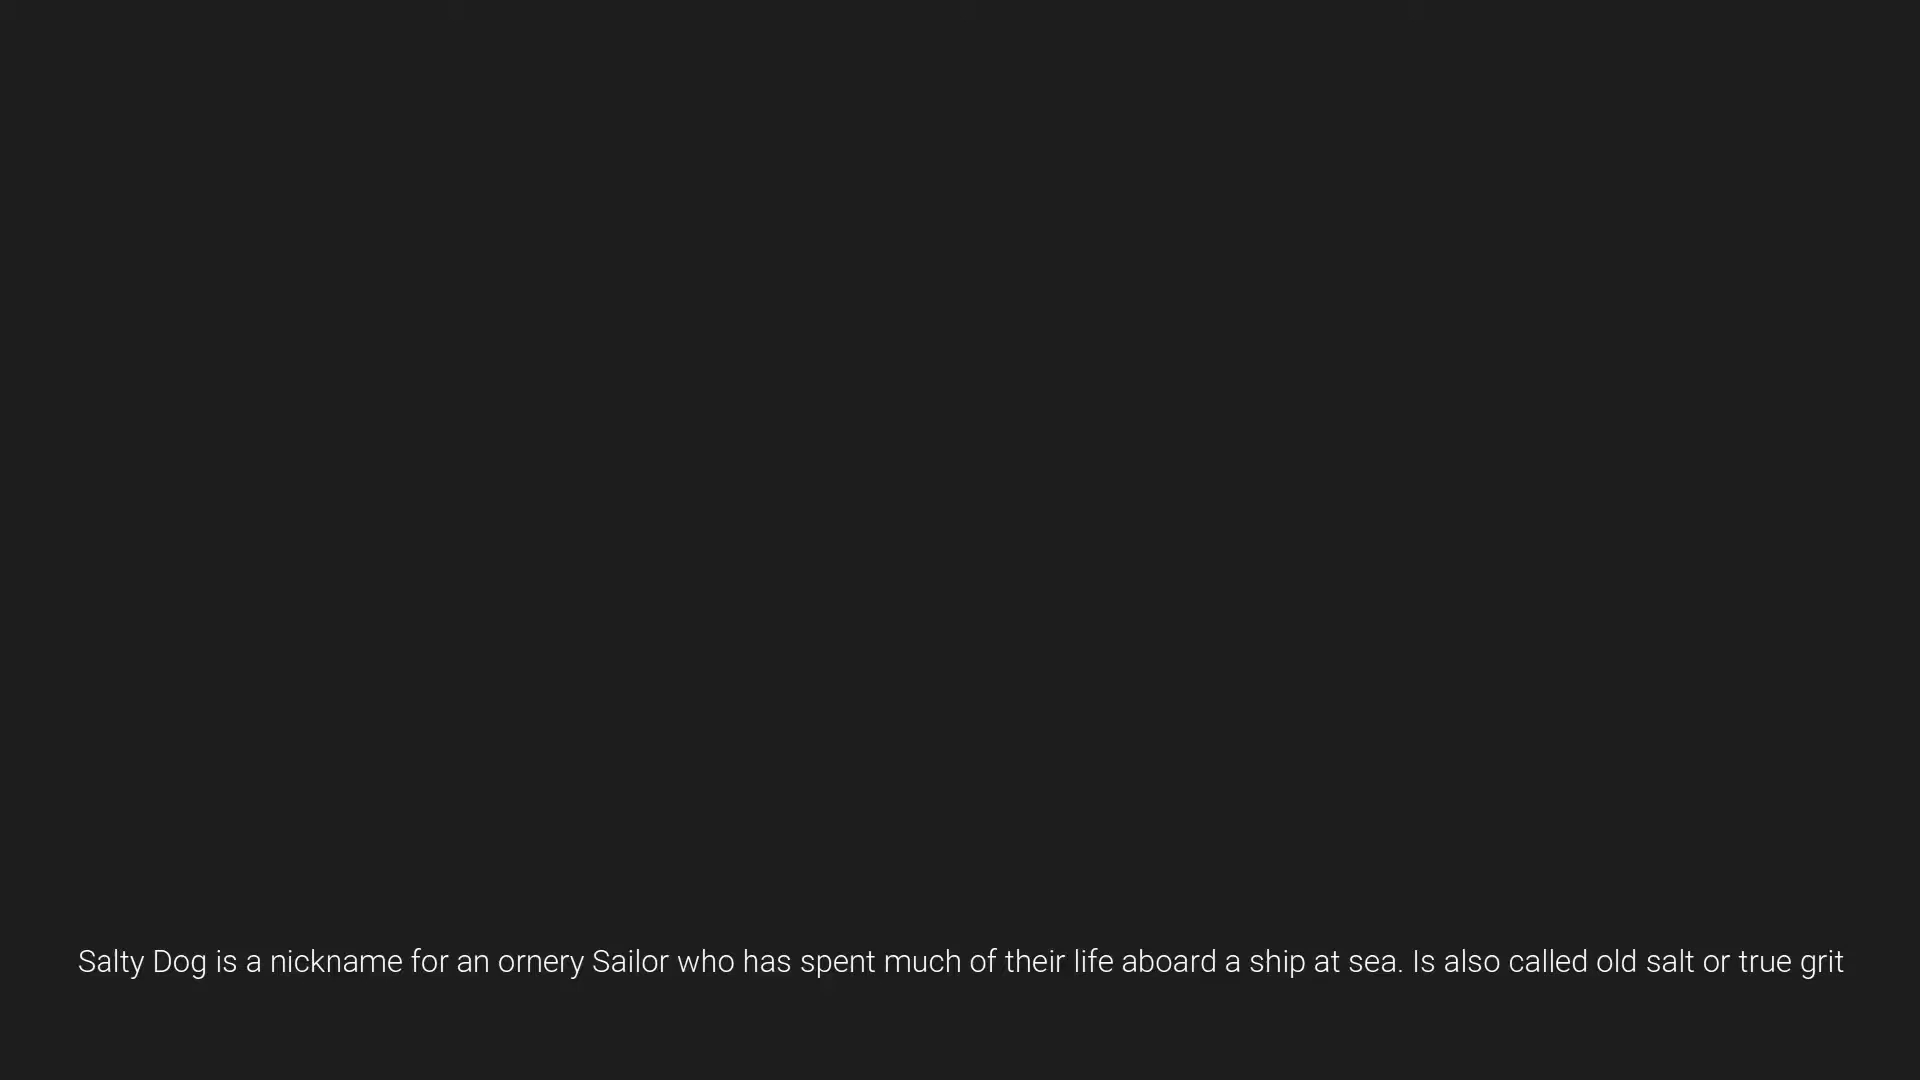 Salty Dog is a nickname for an ornery Sailor who has spent much of their life aboard a ship at sea. Is also called old salt or true grit